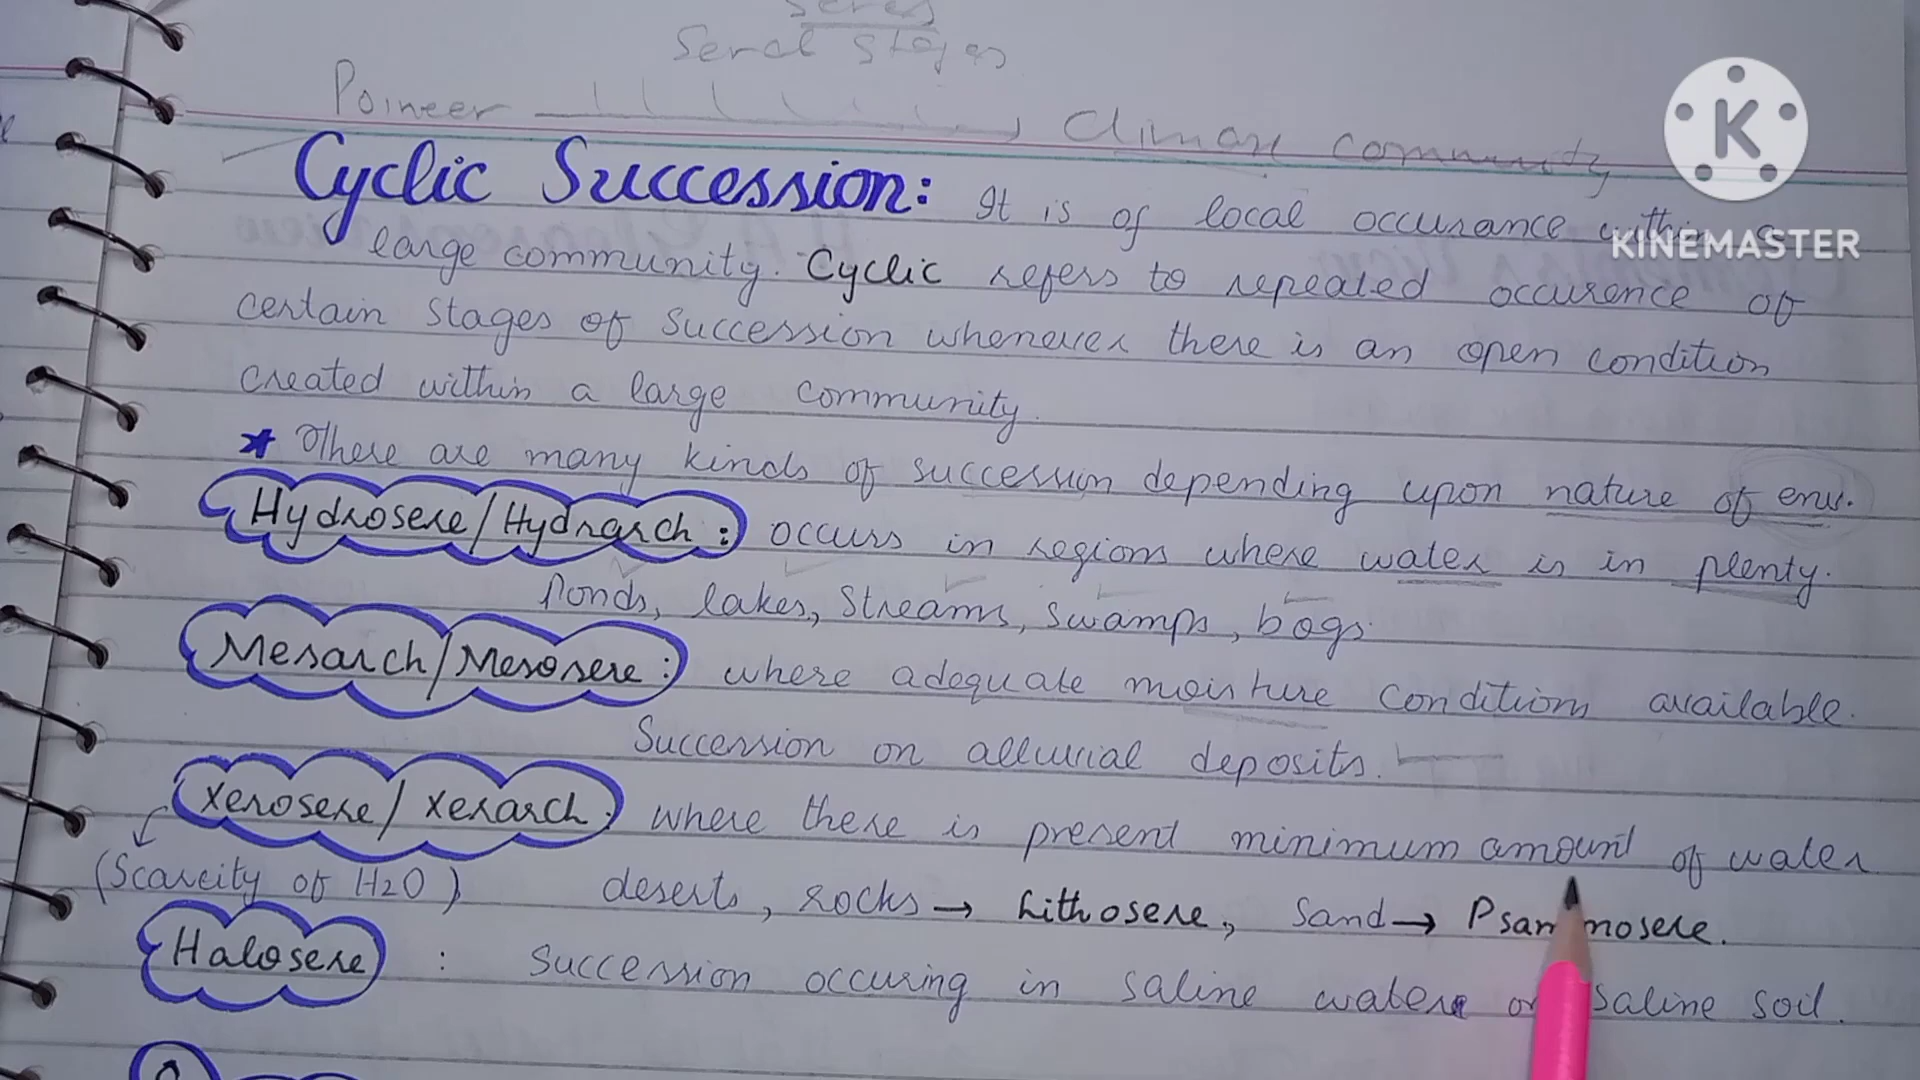 Seres
Seral stages
Poineer Climax community
Cyclic Succession: It is of local occurance within a
large community. Cyclic refers to repeated occurence of
certain stages of succession whenever there is an open condition
created within a large community.
* There are many kinds of succession depending upon nature of env.
Hydrosere/Hydrarch: occurs in regions where water is in plenty.
Ponds, lakes, streams, swamps, bogs.
Mesarch/Mesosere: where adequate moisture conditions available.
Succession on alluvial deposits.
Xerosere/Xerarch: where there is present minimum amount of water
(Scarcity of H2O) deserts, rocks → Lithosere, Sand → Psammosere.
Halosere : Succession occuring in saline water or saline soil.
K
KINEMASTER